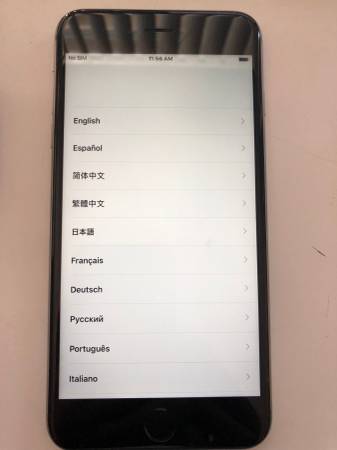 No SIM
11:56 AM
English
Español
简体中文
繁體中文
日本語
Français
Deutsch
Русский
Português
Italiano